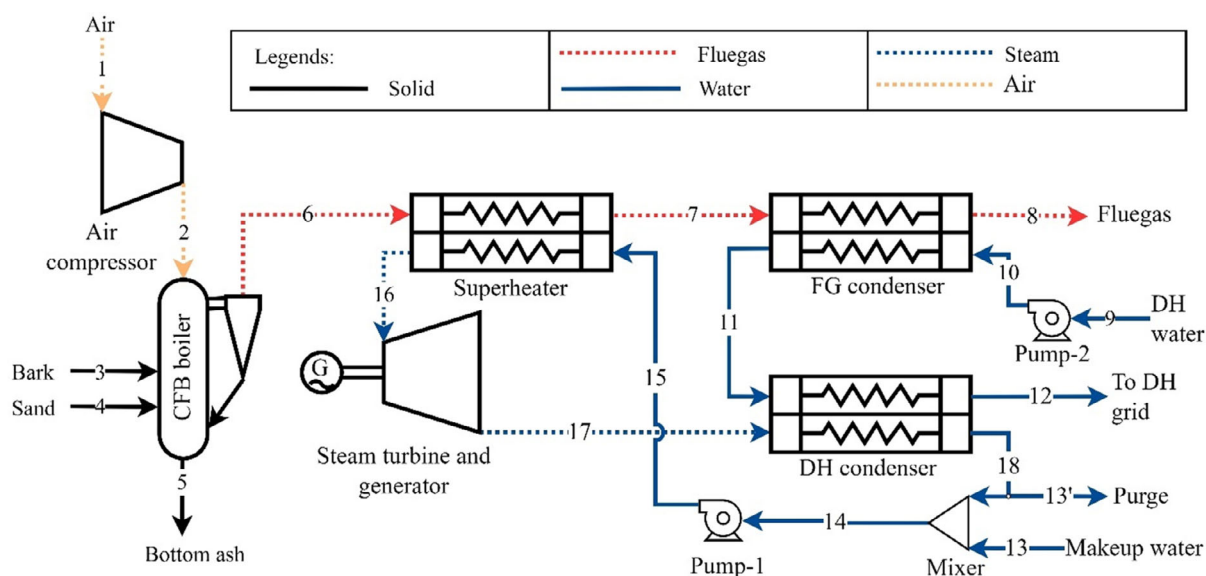 Air
Legends:
Solid
Fluegas
Water
Steam
Air
1
Air
compressor
2
6
7
8
Fluegas
Superheater
FG condenser
10
9
DH
water
Pump-2
16
11
15
Bark
3
Sand
4
CFB boiler
5
Bottom ash
G
Steam turbine and
generator
17
12
To DH
grid
DH condenser
18
13'
Purge
14
13
Makeup water
Pump-1
Mixer